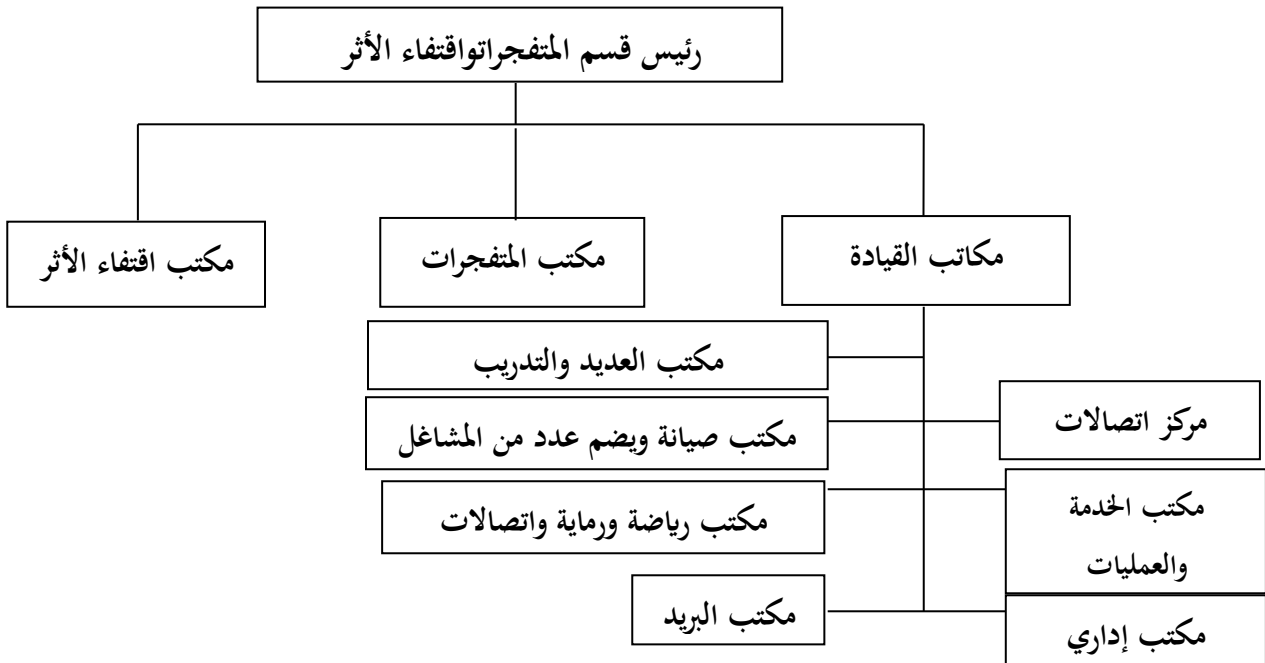 رئيس قسم المتفجراتواقتفاء الأثر
مكاتب القيادة
مكتب المتفجرات
مكتب اقتفاء الأثر
مكتب العديد والتدريب
مركز اتصالات
مكتب صيانة ويضم عدد من المشاغل
مكتب الخدمة
والعمليات
مكتب رياضة ورماية واتصالات
مكتب إداري
مكتب البريد